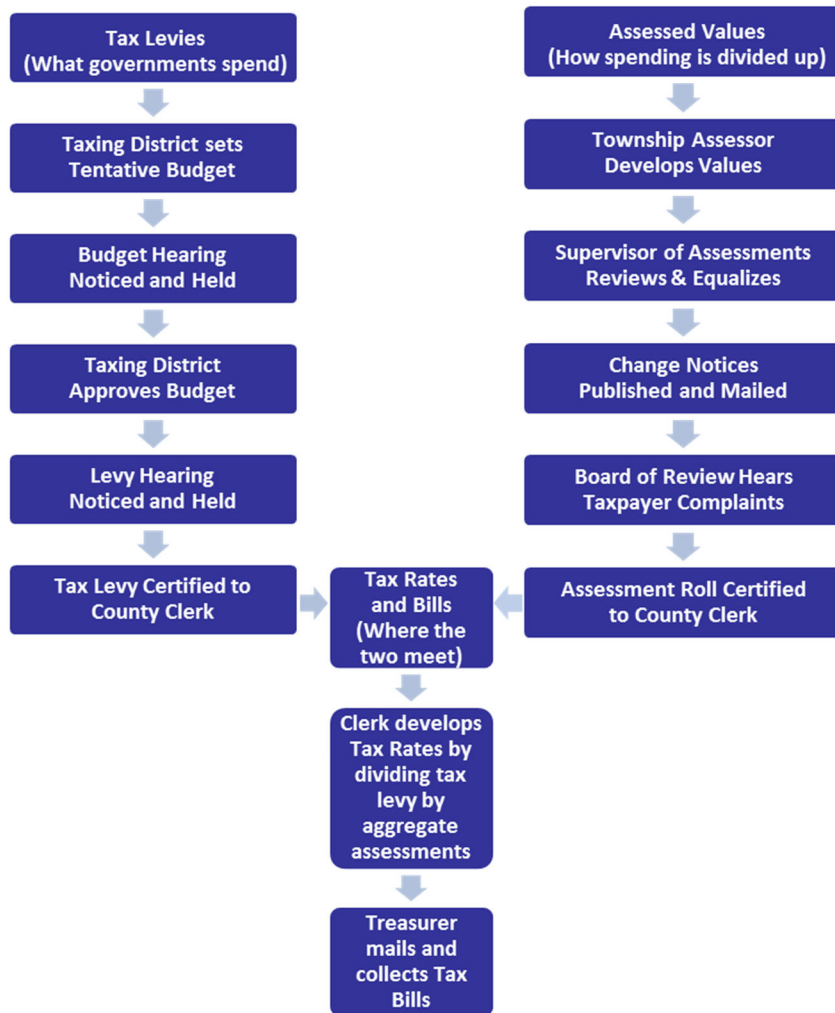 Tax Levies
(What governments spend)
Taxing District sets
Tentative Budget
Budget Hearing
Noticed and Held
Taxing District
Approves Budget
Levy Hearing
Noticed and Held
Tax Levy Certified to
County Clerk
Assessed Values
(How spending is divided up)
Township Assessor
Develops Values
Supervisor of Assessments
Reviews & Equalizes
Change Notices
Published and Mailed
Board of Review Hears
Taxpayer Complaints
Assessment Roll Certified
to County Clerk
Tax Rates
and Bills
(Where the
two meet)
Clerk develops
Tax Rates by
dividing tax
levy by
aggregate
assessments
Treasurer
mails and
collects Tax
Bills